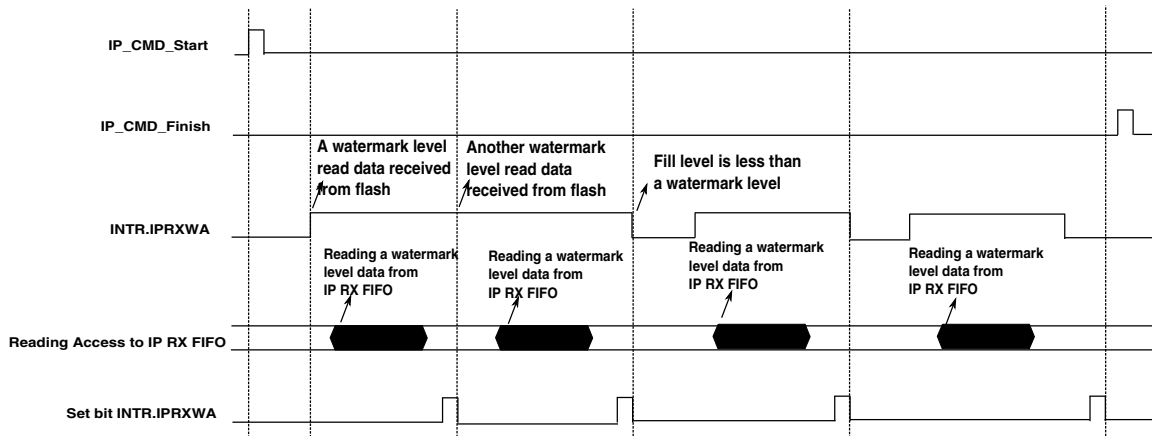 IP_CMD_Start
IP_CMD_Finish
A watermark level
read data received
from flash
Another watermark
level read data
received from flash
Fill level is less than
a watermark level
INTR.IPRXWA
Reading a watermark
level data from
IP RX FIFO
Reading a watermark
level data from
IP RX FIFO
Reading a watermark
level data from
IP RX FIFO
Reading a watermark
level data from
IP RX FIFO
Reading Access to IP RX FIFO
Set bit INTR.IPRXWA